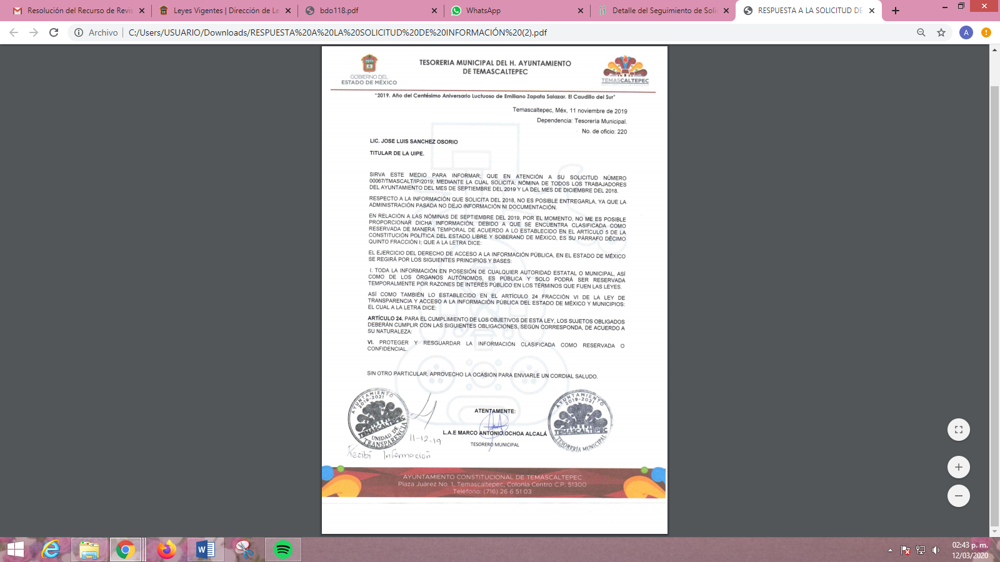 Resolución del Recurso de Revis
Leyes Vigentes | Dirección de Le
bdo118.pdf
WhatsApp
Detalle del Seguimiento de Solic
RESPUESTA A LA SOLICITUD DE
Archivo
C:/Users/USUARIO/Downloads/RESPUESTA%20A%20LA%20SOLICITUD%20DE%20INFORMACIÓN%20(2).pdf
A
GOBIERNO DEL
ESTADO DE MÉXICO
TESORERIA MUNICIPAL DEL H. AYUNTAMIENTO
DE TEMASCALTEPEC
TEMASCALTEPEC
"2019. Año del Centésimo Aniversario Luctuoso de Emiliano Zapata Salazar. El Caudillo del Sur"
Temascaltepec, Méx, 11 noviembre de 2019
Dependencia: Tesorería Municipal.
No. de oficio: 220
LIC. JOSE LUIS SANCHEZ OSORIO
TITULAR DE LA UIPE.
SIRVA ESTE MEDIO PARA INFORMAR; QUE EN ATENCIÓN A SU SOLICITUD NÚMERO
00067/TMASCALT/IP/2019; MEDIANTE LA CUAL SOLICITA: NÓMINA DE TODOS LOS TRABAJADORES
DEL AYUNTAMIENTO DEL MES DE SEPTIEMBRE DEL 2019 Y LA DEL MES DE DICIEMBRE DEL 2018.
RESPECTO A LA INFORMACIÓN QUE SOLICITA DEL 2018, NO ES POSIBLE ENTREGARLA, YA QUE LA
ADMINISTRACIÓN PASADA NO DEJO INFORMACIÓN NI DOCUMENTACIÓN.
EN RELACIÓN A LAS NÓMINAS DE SEPTIEMBRE DEL 2019, POR EL MOMENTO, NO ME ES POSIBLE
PROPORCIONAR DICHA INFORMACIÓN, DEBIDO A QUE SE ENCUENTRA CLASIFICADA COMO
RESERVADA DE MANERA TEMPORAL DE ACUERDO A LO ESTABLECIDO EN EL ARTÍCULO 5 DE LA
CONSTITUCIÓN POLÍTICA DEL ESTADO LIBRE Y SOBERANO DE MÉXICO, ES SU PÁRRAFO DÉCIMO
QUINTO FRACCIÓN I; QUE A LA LETRA DICE:
EL EJERCICIO DEL DERECHO DE ACCESO A LA INFORMACIÓN PÚBLICA, EN EL ESTADO DE MÉXICO
SE REGIRÁ POR LOS SIGUIENTES PRINCIPIOS Y BASES:
I. TODA LA INFORMACIÓN EN POSESIÓN DE CUALQUIER AUTORIDAD ESTATAL O MUNICIPAL, ASÍ
COMO DE LOS ÓRGANOS AUTÓNOMOS, ES PÚBLICA Y SOLO PODRÁ SER RESERVADA
TEMPORALMENTE POR RAZONES DE INTERÉS PÚBLICO EN LOS TÉRMINOS QUE FIJEN LAS LEYES.
ASÍ COMO TAMBIÉN LO ESTABLECIDO EN EL ARTÍCULO 24 FRACCIÓN VI DE LA LEY DE
TRANSPARENCIA Y ACCESO A LA INFORMACIÓN PÚBLICA DEL ESTADO DE MÉXICO Y MUNICIPIOS:
EL CUAL A LA LETRA DICE:
ARTÍCULO 24. PARA EL CUMPLIMIENTO DE LOS OBJETIVOS DE ESTA LEY, LOS SUJETOS OBLIGADOS
DEBERÁN CUMPLIR CON LAS SIGUIENTES OBLIGACIONES, SEGÚN CORRESPONDA, DE ACUERDO A
SU NATURALEZA:
VI. PROTEGER Y RESGUARDAR LA INFORMACIÓN CLASIFICADA COMO RESERVADA O
CONFIDENCIAL.
SIN OTRO PARTICULAR, APROVECHO LA OCASIÓN PARA ENVIARLE UN CORDIAL SALUDO.
AYUNTAMIENTO
2019-2021
TEMASCALTEPEC
UNIDAD DE
TRANSPARENCIA
11-12-19
Recibí Información
ATENTAMENTE:
L.A.E MARCO ANTONIO OCHOA ALCALÁ
TESORERO MUNICIPAL
AYUNTAMIENTO
2019-2021
TEMASCALTEPEC
TESORERÍA MUNICIPAL
AYUNTAMIENTO CONSTITUCIONAL DE TEMASCALTEPEC
Plaza Juárez No. 1, Temascaltepec, Colonia Centro C.P. 51300
Teléfono: (716) 26 6 51 03
02:43 p. m.
12/03/2020